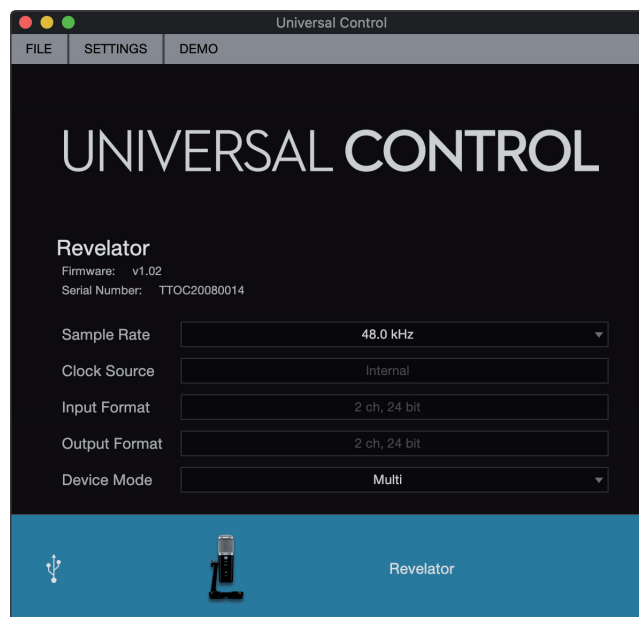 Universal Control
FILE SETTINGS DEMO
UNIVERSAL CONTROL
Revelator
Firmware: v1.02
Serial Number: TTOC20080014
Sample Rate 48.0 kHz
Clock Source Internal
Input Format 2 ch, 24 bit
Output Format 2 ch, 24 bit
Device Mode Multi
Revelator